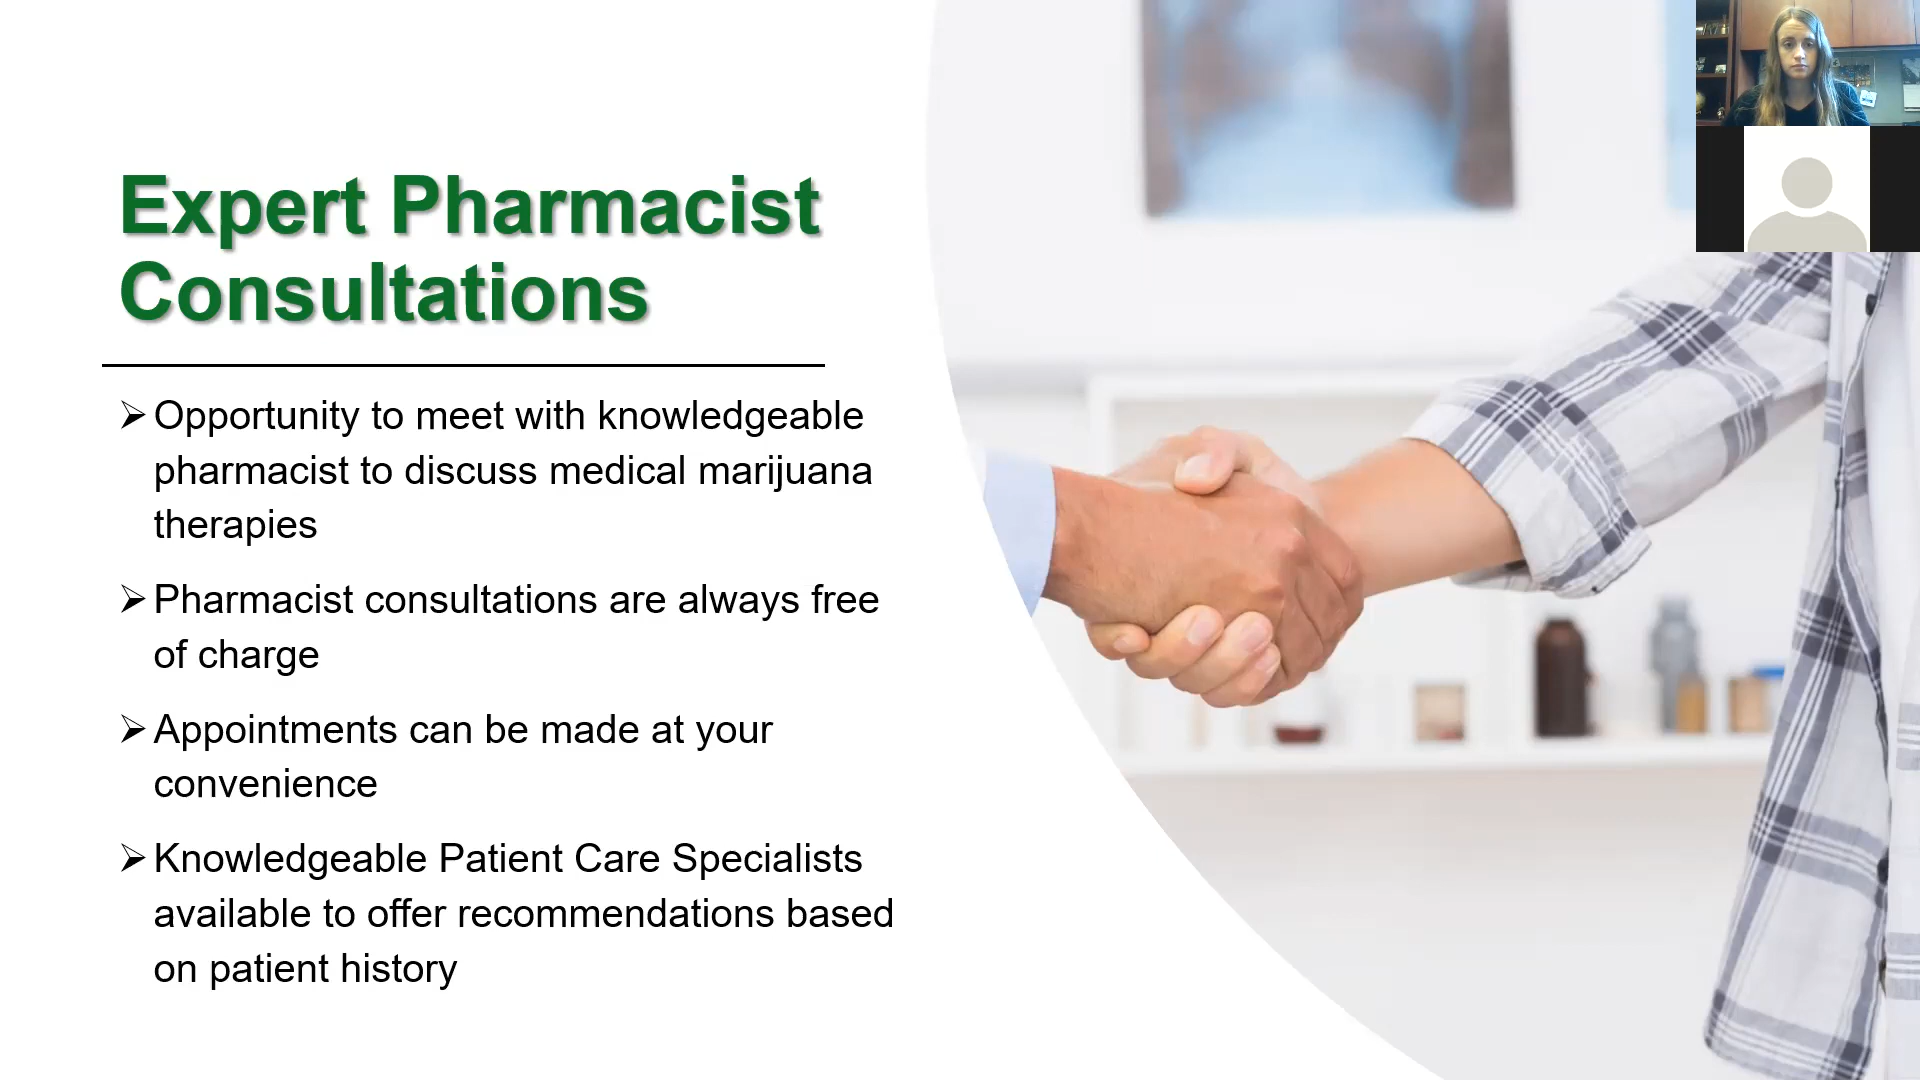 Expert Pharmacist
Consultations
➢ Opportunity to meet with knowledgeable
pharmacist to discuss medical marijuana
therapies
➢ Pharmacist consultations are always free
of charge
➢ Appointments can be made at your
convenience
➢ Knowledgeable Patient Care Specialists
available to offer recommendations based
on patient history